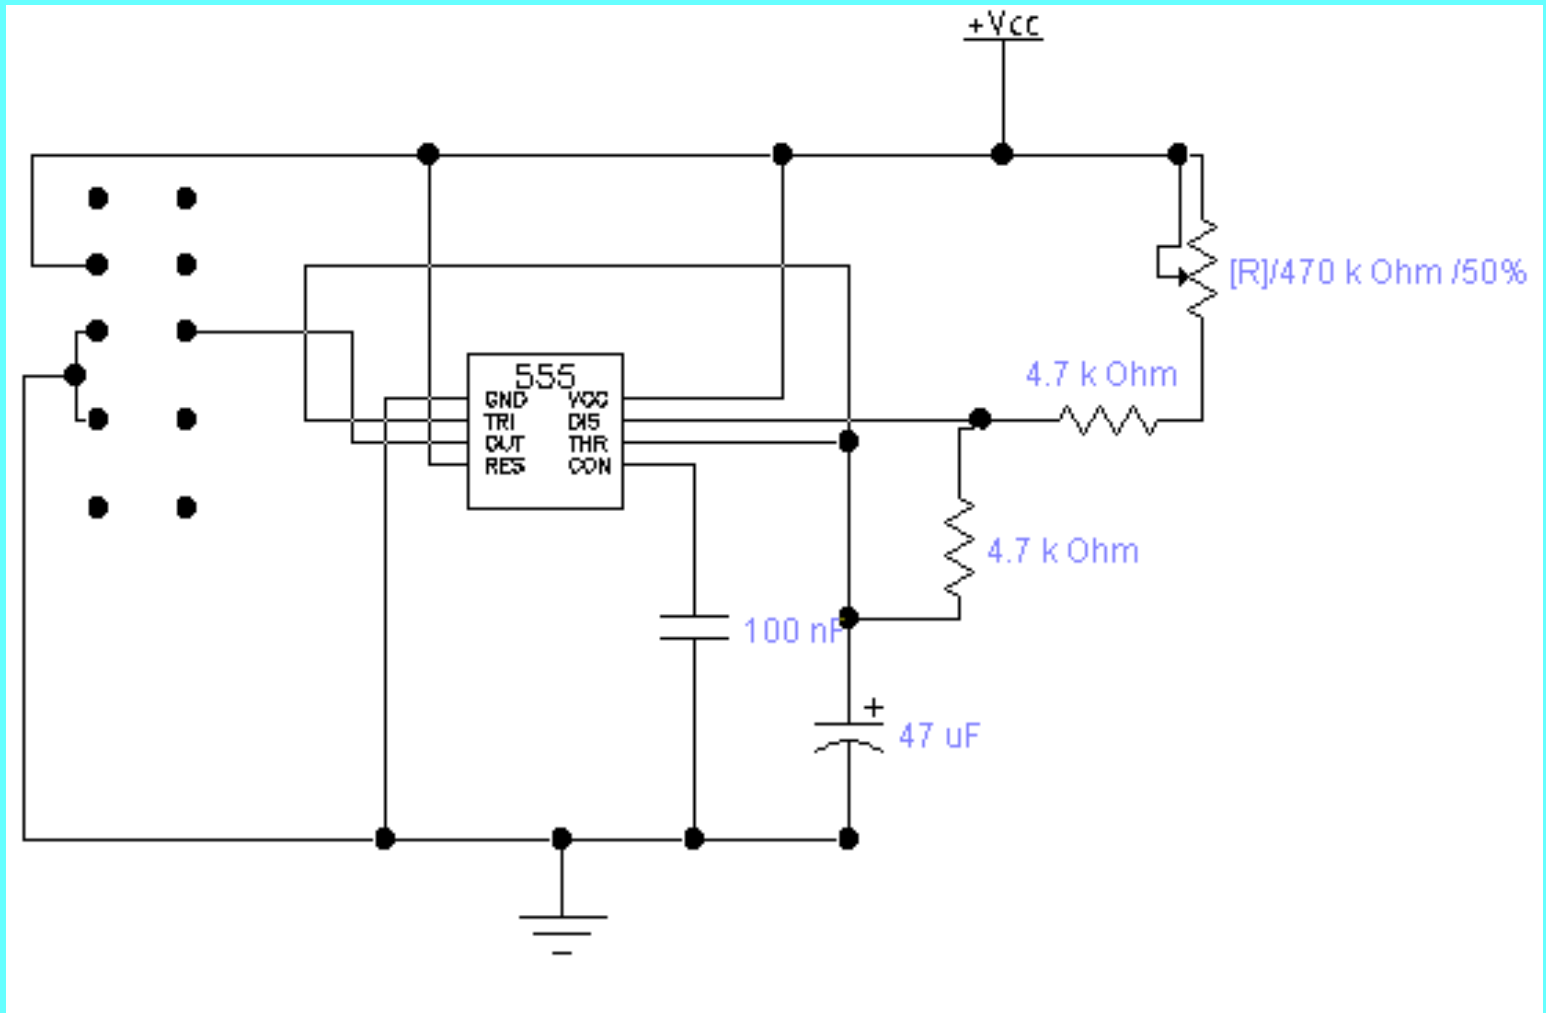 +Vcc
[R]/470 k Ohm /50%
4.7 k Ohm
555
GND VCC
TRI DIS
OUT THR
RES CON
4.7 k Ohm
100 nF
+
47 uF